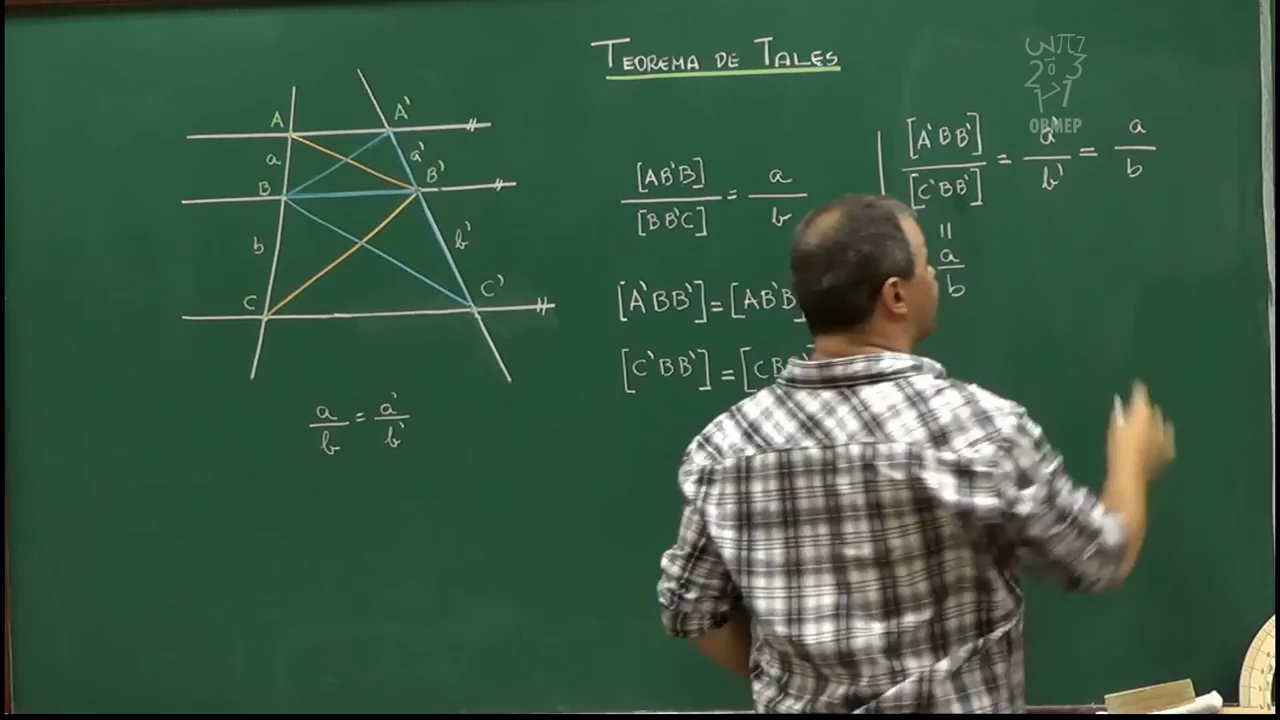 TEOREMA DE TALES
A A'
a a'
B B'
b b'
C C'
a/b = a'/b'
[AB'B]/[BB'C] = a/b
[A'BB'] = [AB'B
[C'BB'] = [CB
[A'BB']/[C'BB'] = a'/b' = a/b
=
a/b
OBMEP